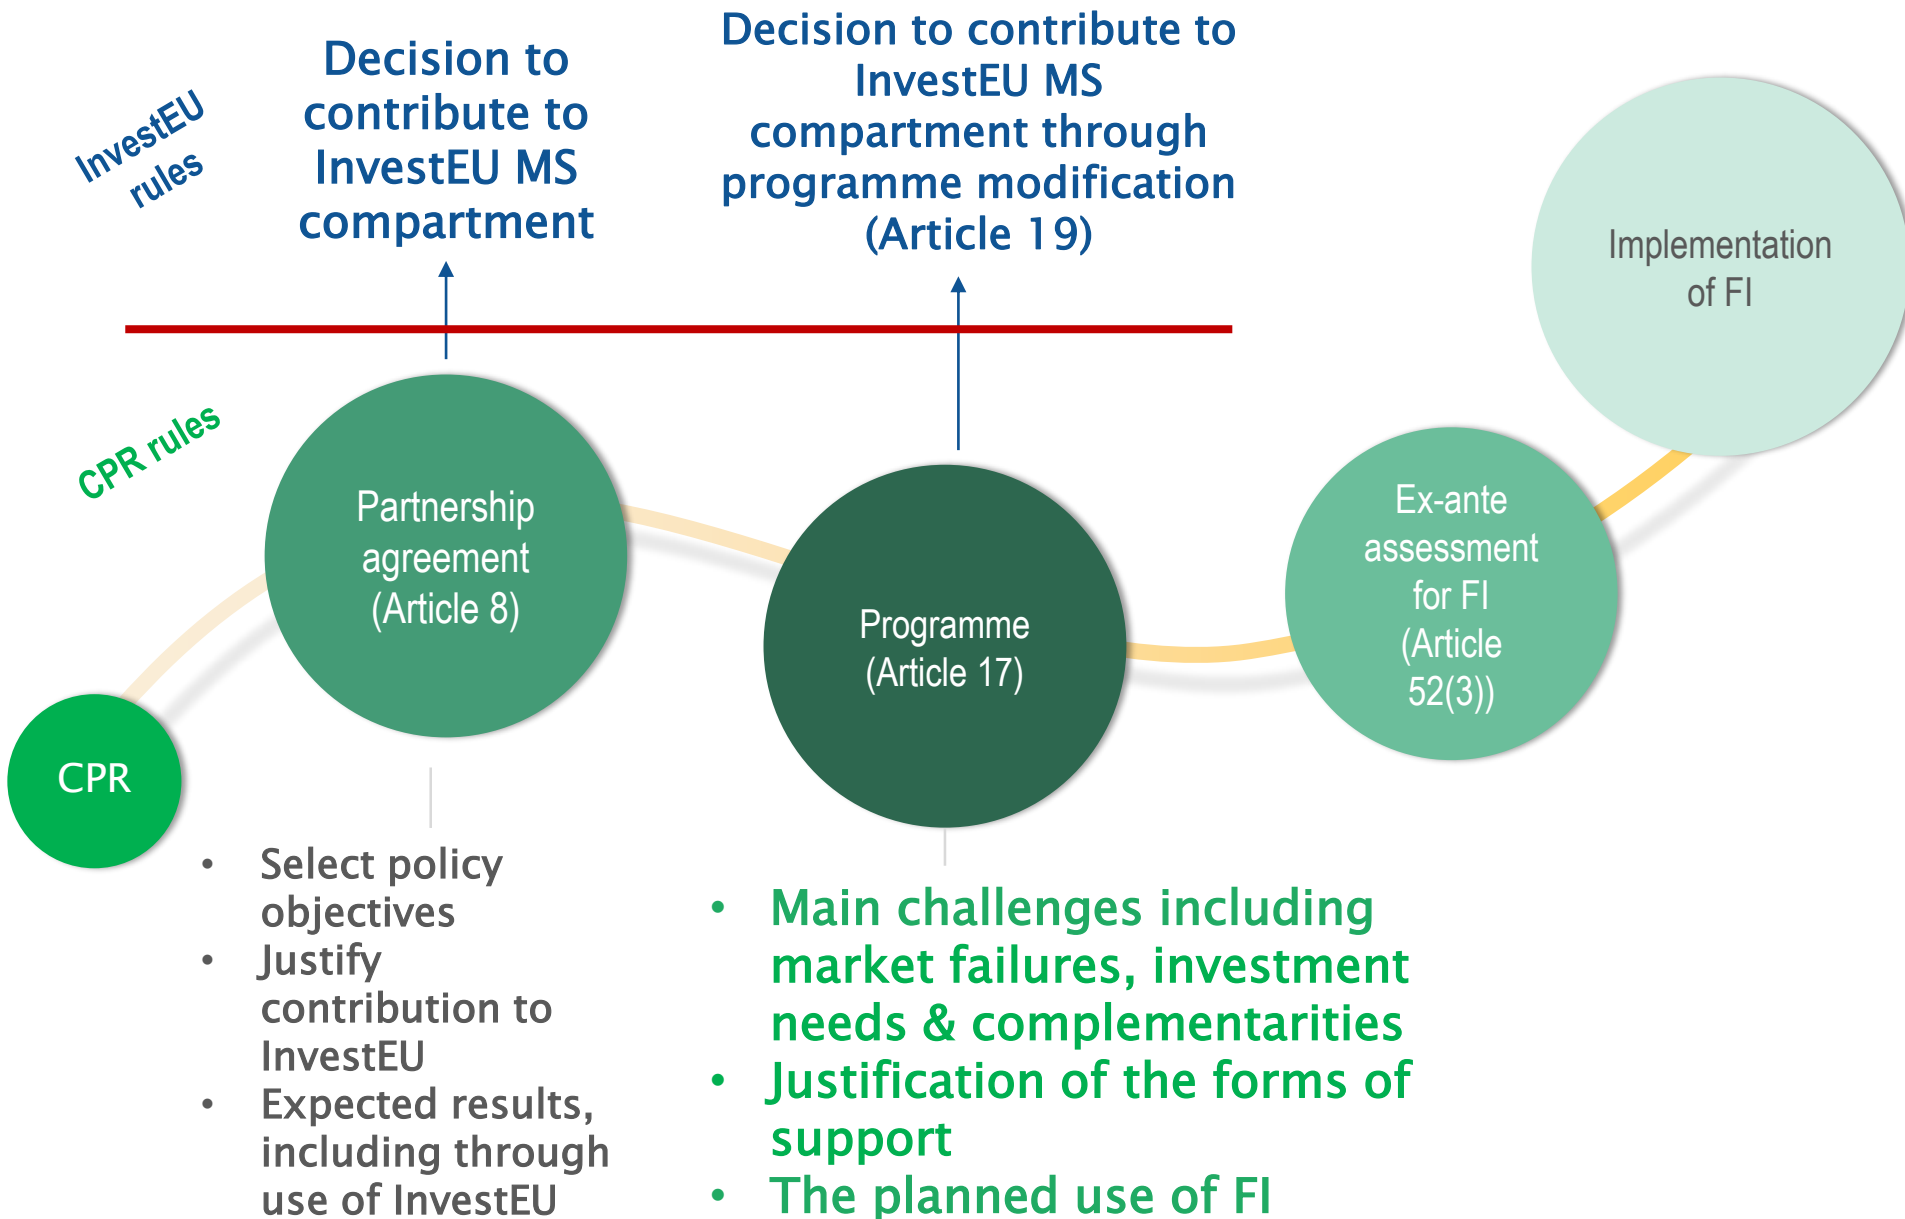 InvestEU
rules
Decision to
contribute to
InvestEU MS
compartment
Decision to contribute to
InvestEU MS
compartment through
programme modification
(Article 19)
Implementation
of FI
CPR rules
Partnership
agreement
(Article 8)
Programme
(Article 17)
Ex-ante
assessment
for FI
(Article
52(3))
CPR
• Select policy
objectives
• Justify
contribution to
InvestEU
• Expected results,
including through
use of InvestEU
• Main challenges including
market failures, investment
needs & complementarities
• Justification of the forms of
support
• The planned use of FI